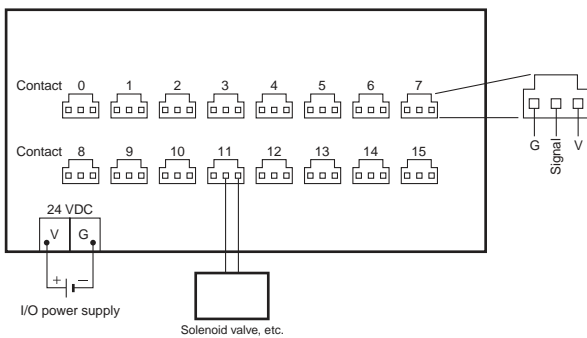 Contact 0 1 2 3 4 5 6 7
G Signal V
Contact 8 9 10 11 12 13 14 15
24 VDC
V G
+ −
I/O power supply
Solenoid valve, etc.